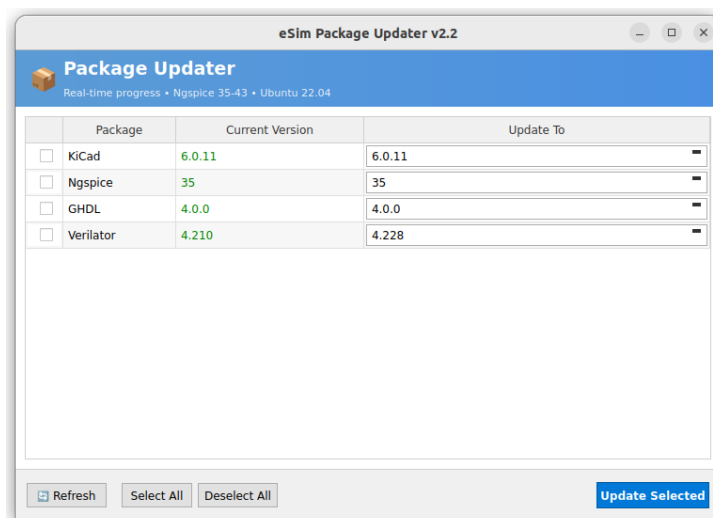 eSim Package Updater v2.2
Package Updater
Real-time progress • Ngspice 35-43 • Ubuntu 22.04
Package Current Version Update To
KiCad 6.0.11 6.0.11
Ngspice 35 35
GHDL 4.0.0 4.0.0
Verilator 4.210 4.228
Refresh Select All Deselect All Update Selected